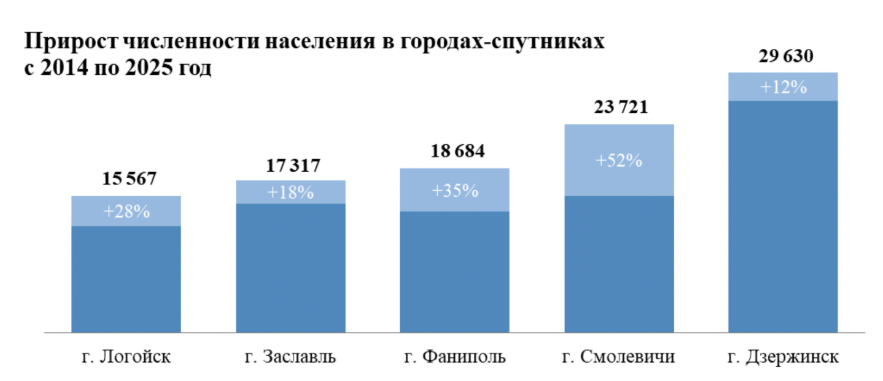 Прирост численности населения в городах-спутниках
с 2014 по 2025 год
15 567
17 317
18 684
23 721
29 630
+28%
+18%
+35%
+52%
+12%
г. Логойск
г. Заславль
г. Фаниполь
г. Смолевичи
г. Дзержинск